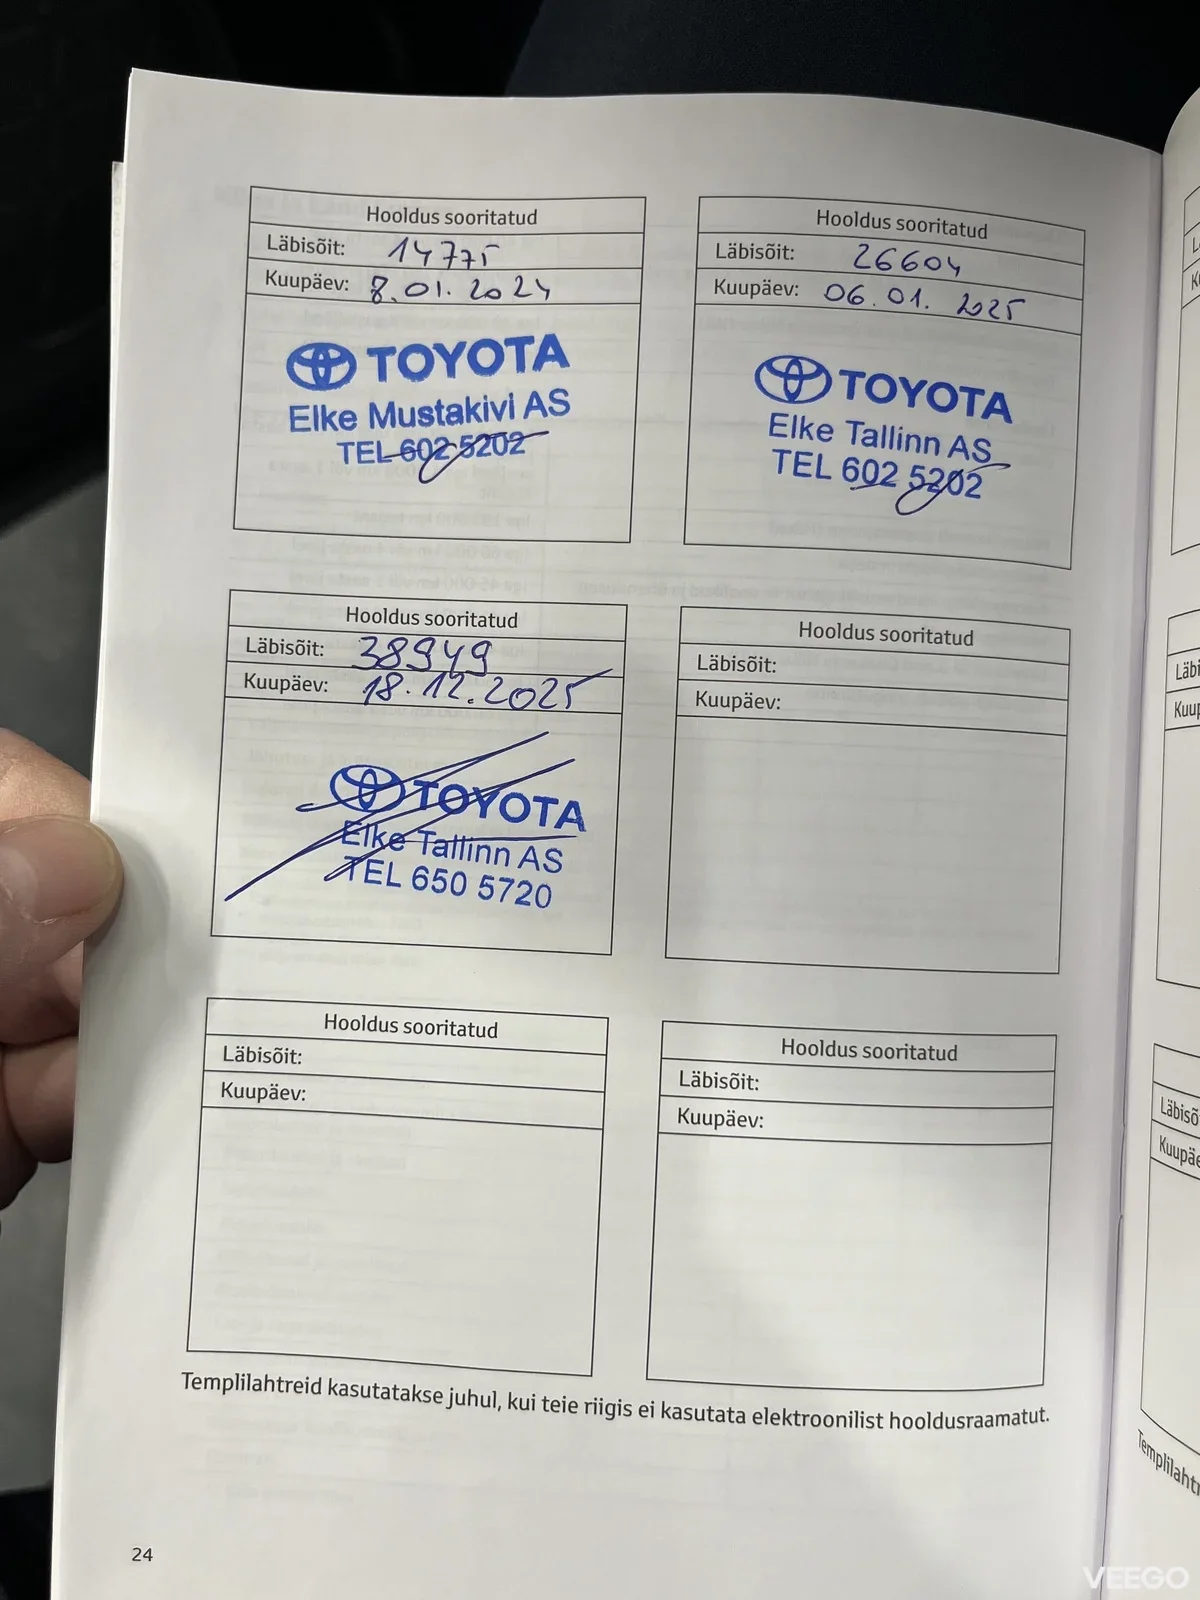 Hooldus sooritatud
Läbisõit: 14775
Kuupäev: 8.01.2024
TOYOTA
Elke Mustakivi AS
TEL 602 5202
Hooldus sooritatud
Läbisõit: 26604
Kuupäev: 06.01.2025
TOYOTA
Elke Tallinn AS
TEL 602 5202
Hooldus sooritatud
Läbisõit: 38949
Kuupäev: 18.12.2025
TOYOTA
Elke Tallinn AS
TEL 650 5720
Hooldus sooritatud
Läbisõit:
Kuupäev:
Hooldus sooritatud
Läbisõit:
Kuupäev:
Hooldus sooritatud
Läbisõit:
Kuupäev:
Templilahtreid kasutatakse juhul, kui teie riigis ei kasutata elektroonilist hooldusraamatut.
24
VEEGO